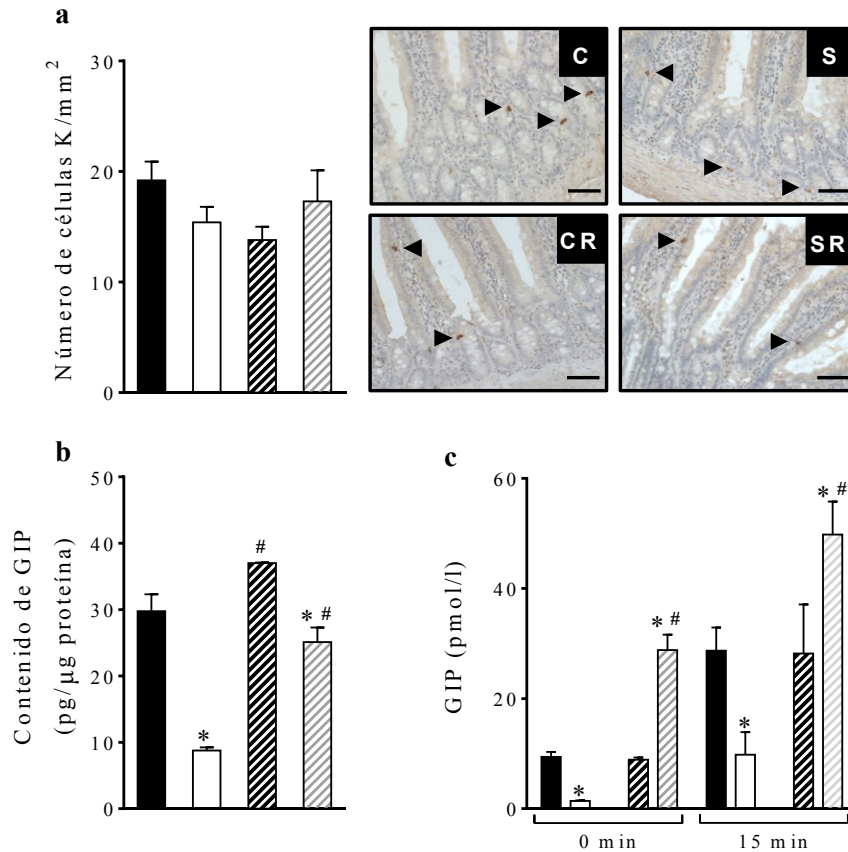 a
Número de células K/mm²
30
20
10
0
C
S
CR
SR
b
Contenido de GIP
(pg/µg proteína)
50
40
30
20
10
0
*
#
* #
c
GIP (pmol/l)
60
40
20
0
*
* #
*
* #
0 min
15 min